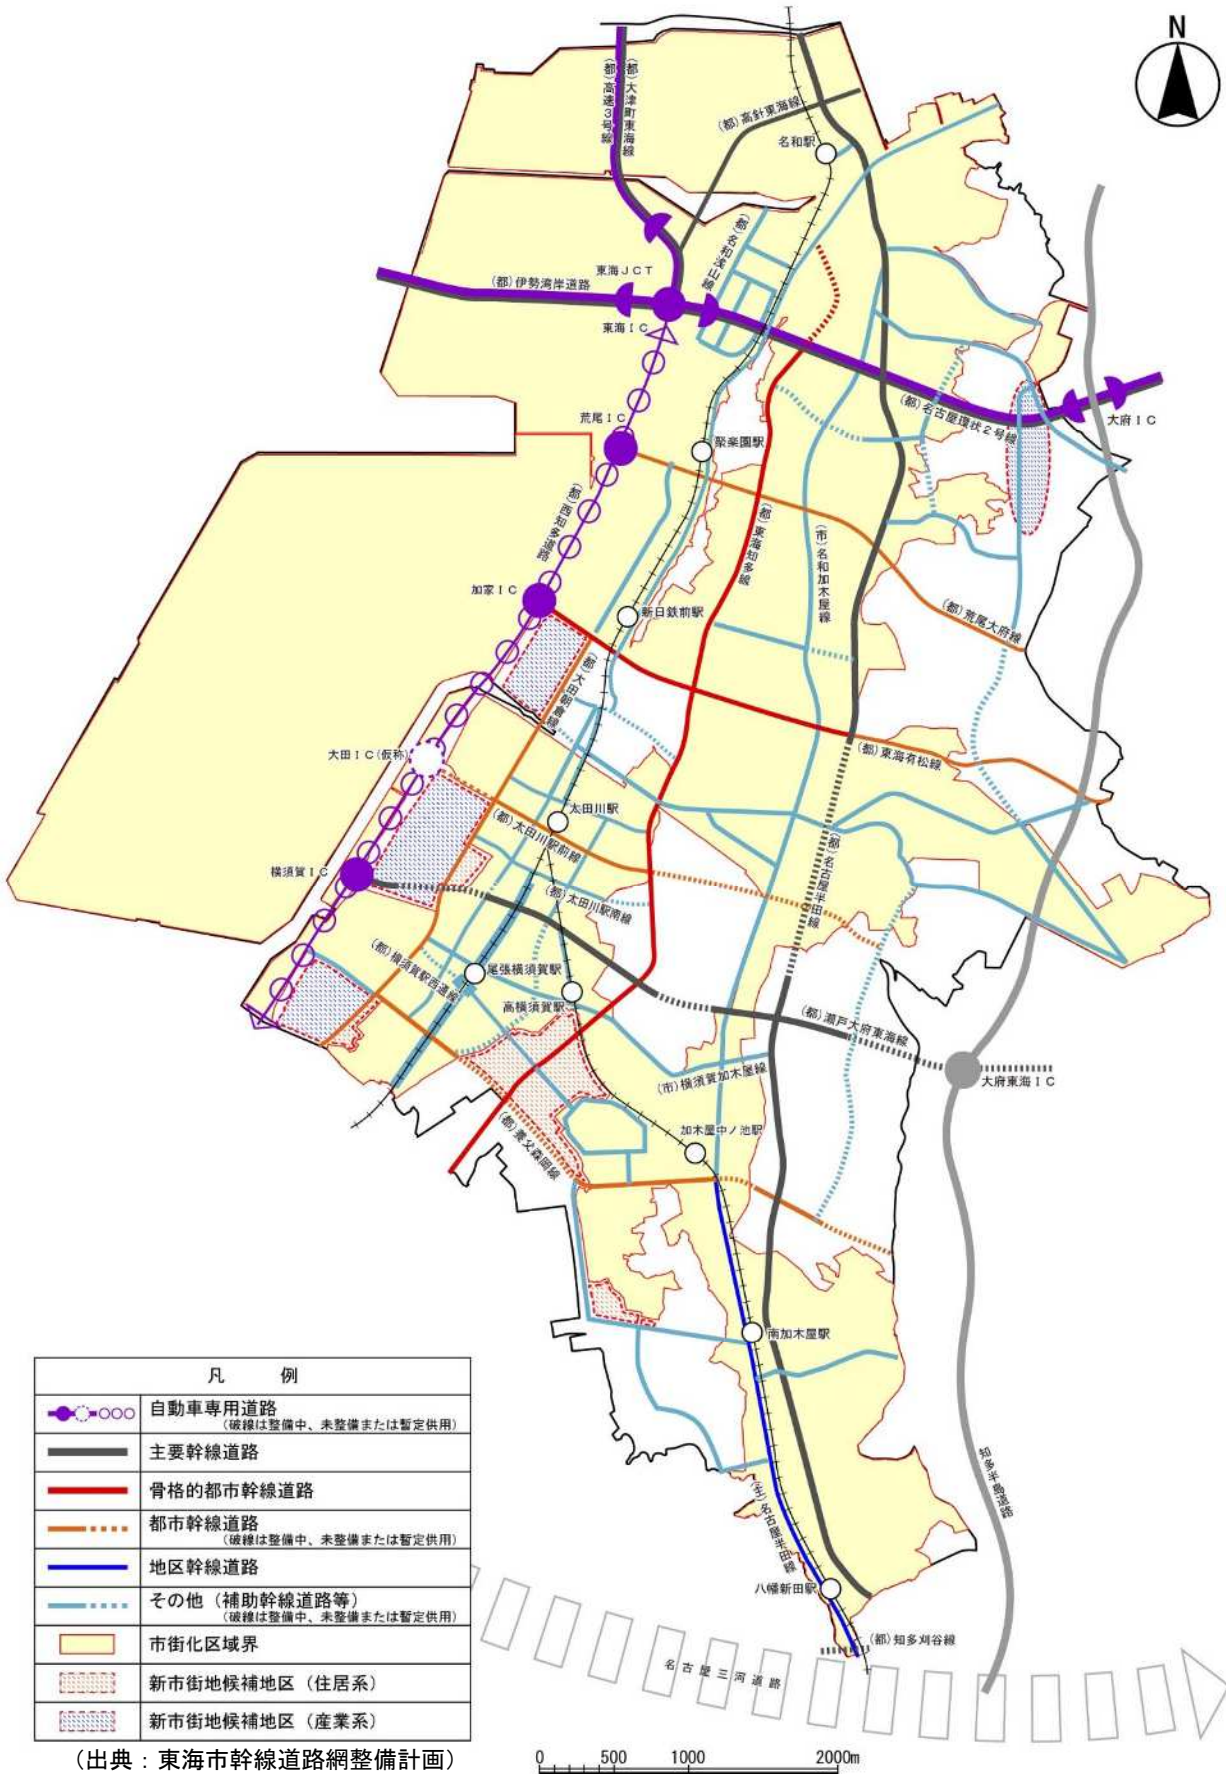 N
(都)大津町東海線
(都)高速3号線
(都)高針東海線
名和駅
(都)名和浅山線
東海JCT
(都)伊勢湾岸道路
東海IC
(都)名古屋環状2号線
大府IC
荒尾IC
聚楽園駅
(都)西知多道路
(都)東海知多線
(市)名和加木屋線
加家IC
新日鉄前駅
(都)荒尾大府線
(都)大田朝倉線
大田IC(仮称)
(都)東海有松線
太田川駅
(都)太田川駅前線
(都)名古屋半田線
横須賀IC
(都)太田川駅南線
(都)横須賀駅西通線
尾張横須賀駅
高横須賀駅
(都)瀬戸大府東海線
大府東海IC
(市)横須賀加木屋線
(都)養父森岡線
加木屋中ノ池駅
南加木屋駅
知多半島道路
(主)名古屋半田線
八幡新田駅
(都)知多刈谷線
名古屋三河道路
凡 例
自動車専用道路
(破線は整備中、未整備または暫定供用)
主要幹線道路
骨格的都市幹線道路
都市幹線道路
(破線は整備中、未整備または暫定供用)
地区幹線道路
その他(補助幹線道路等)
(破線は整備中、未整備または暫定供用)
市街化区域界
新市街地候補地区(住居系)
新市街地候補地区(産業系)
(出典:東海市幹線道路網整備計画)
0 500 1000 2000m